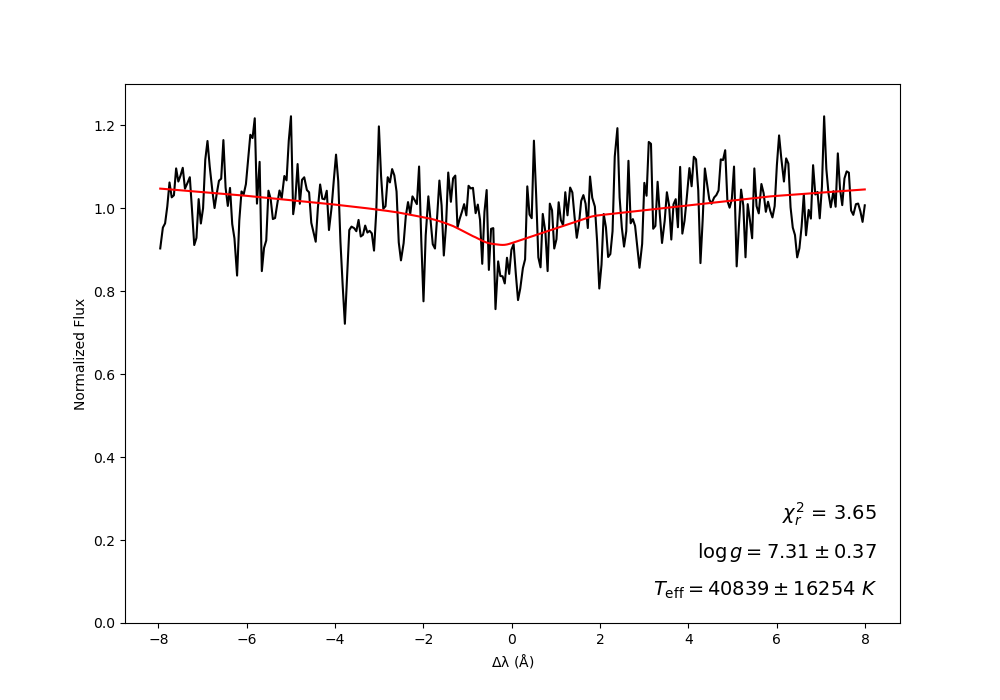 1.2
1.0
0.8
0.6
0.4
0.2
0.0
Normalized Flux
χ²ᵣ = 3.65
log g = 7.31 ± 0.37
T_eff = 40839 ± 16254 K
−8 −6 −4 −2 0 2 4 6 8
Δλ (Å)